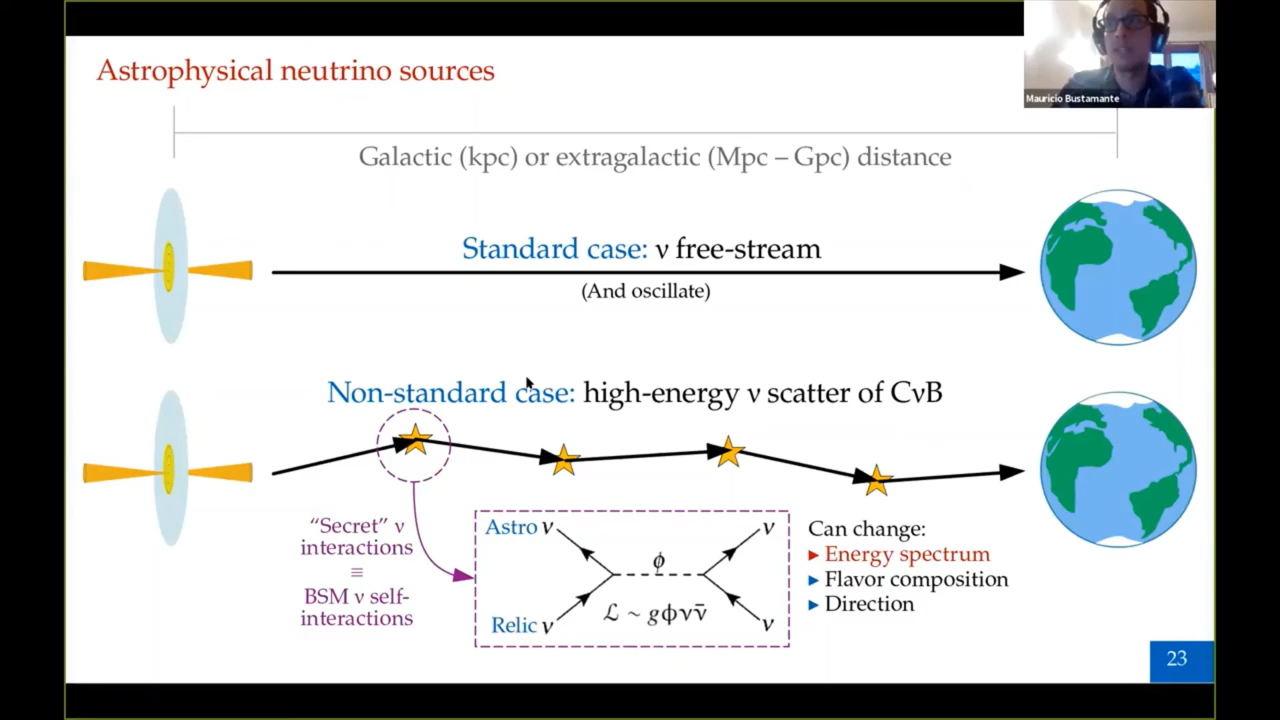 Astrophysical neutrino sources
Mauricio Bustamante
Galactic (kpc) or extragalactic (Mpc – Gpc) distance
Standard case: ν free-stream
(And oscillate)
Non-standard case: high-energy ν scatter of CνB
“Secret” ν
interactions
≡
BSM ν self-
interactions
Astro ν
ν
ϕ
ℒ ~ gϕνν̄
Relic ν
ν
Can change:
▸ Energy spectrum
▸ Flavor composition
▸ Direction
23